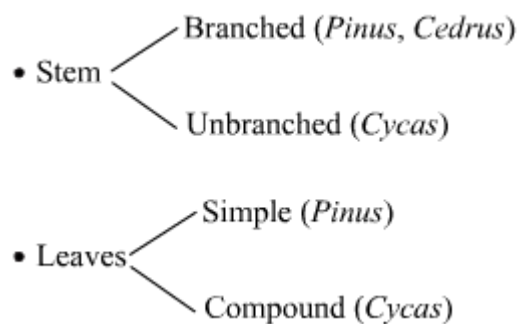 Branched (Pinus, Cedrus)
• Stem
Unbranched (Cycas)
Simple (Pinus)
• Leaves
Compound (Cycas)